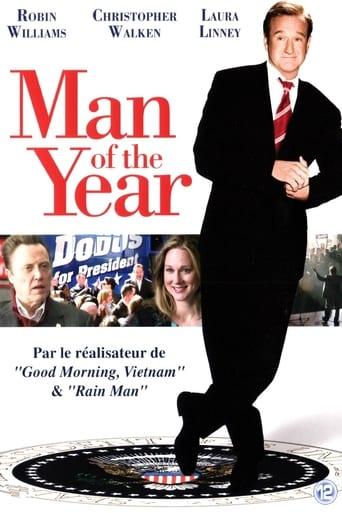 ROBIN CHRISTOPHER LAURA
WILLIAMS WALKEN LINNEY
Man
of the
Year
DOBBS
for President
Par le réalisateur de
"Good Morning, Vietnam"
& "Rain Man"
12